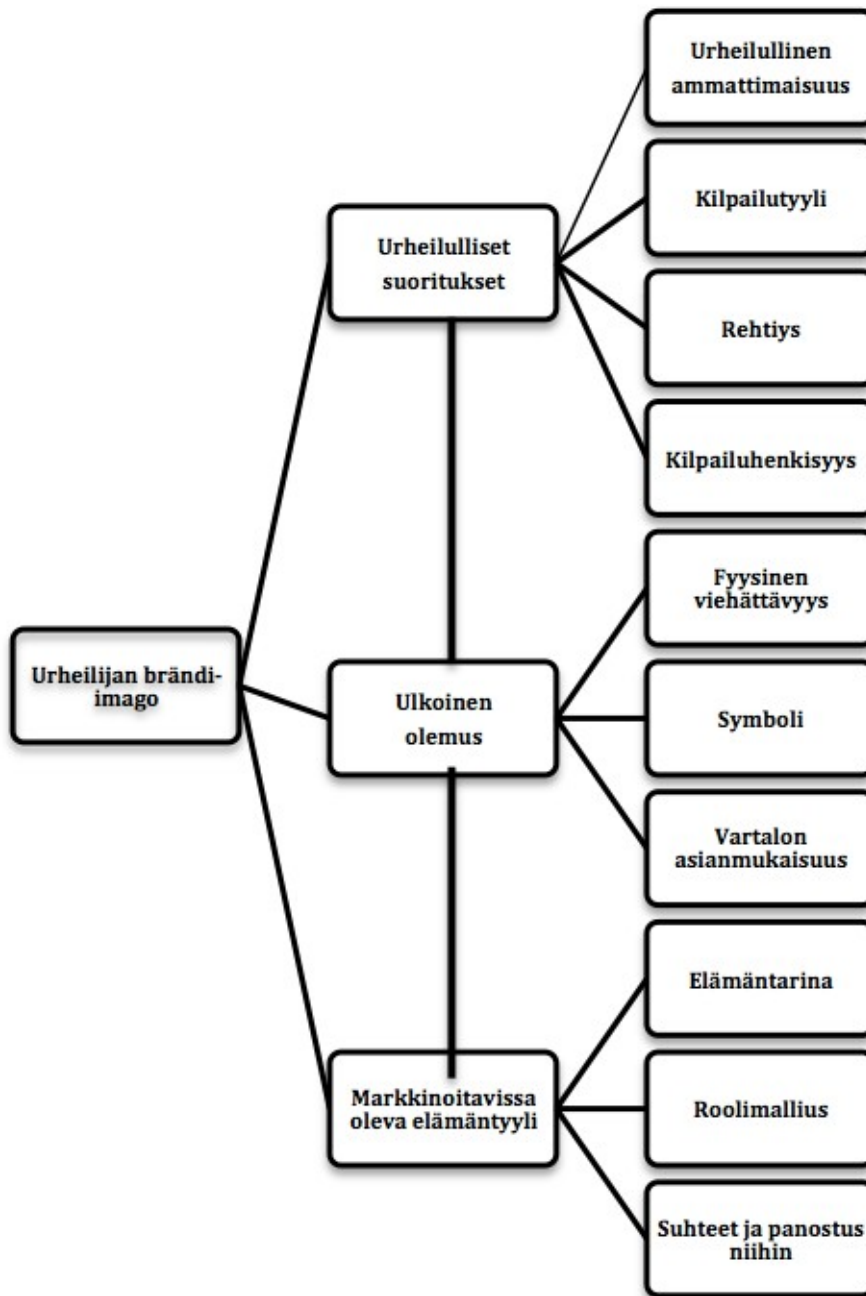 Urheilijan brändi-
imago
Urheilulliset
suoritukset
Urheilullinen
ammattimaisuus
Kilpailutyyli
Rehtiys
Kilpailuhenkisyys
Ulkoinen
olemus
Fyysinen
viehättävyys
Symboli
Vartalon
asianmukaisuus
Markkinoitavissa
oleva elämäntyyli
Elämäntarina
Roolimallius
Suhteet ja panostus
niihin